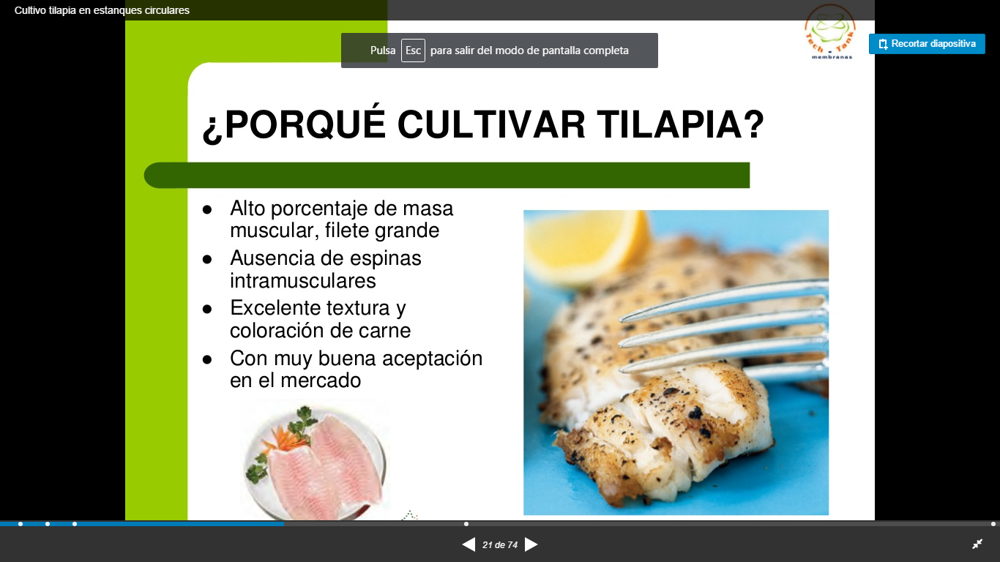 Cultivo tilapia en estanques circulares
Tech Tank
membranas
Pulsa Esc para salir del modo de pantalla completa
Recortar diapositiva
¿PORQUÉ CULTIVAR TILAPIA?
● Alto porcentaje de masa
muscular, filete grande
● Ausencia de espinas
intramusculares
● Excelente textura y
coloración de carne
● Con muy buena aceptación
en el mercado
21 de 74